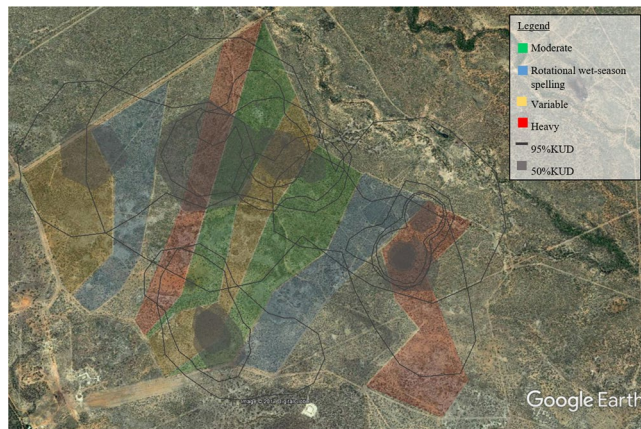 Legend
Moderate
Rotational wet-season
spelling
Variable
Heavy
95%KUD
50%KUD
Google Earth